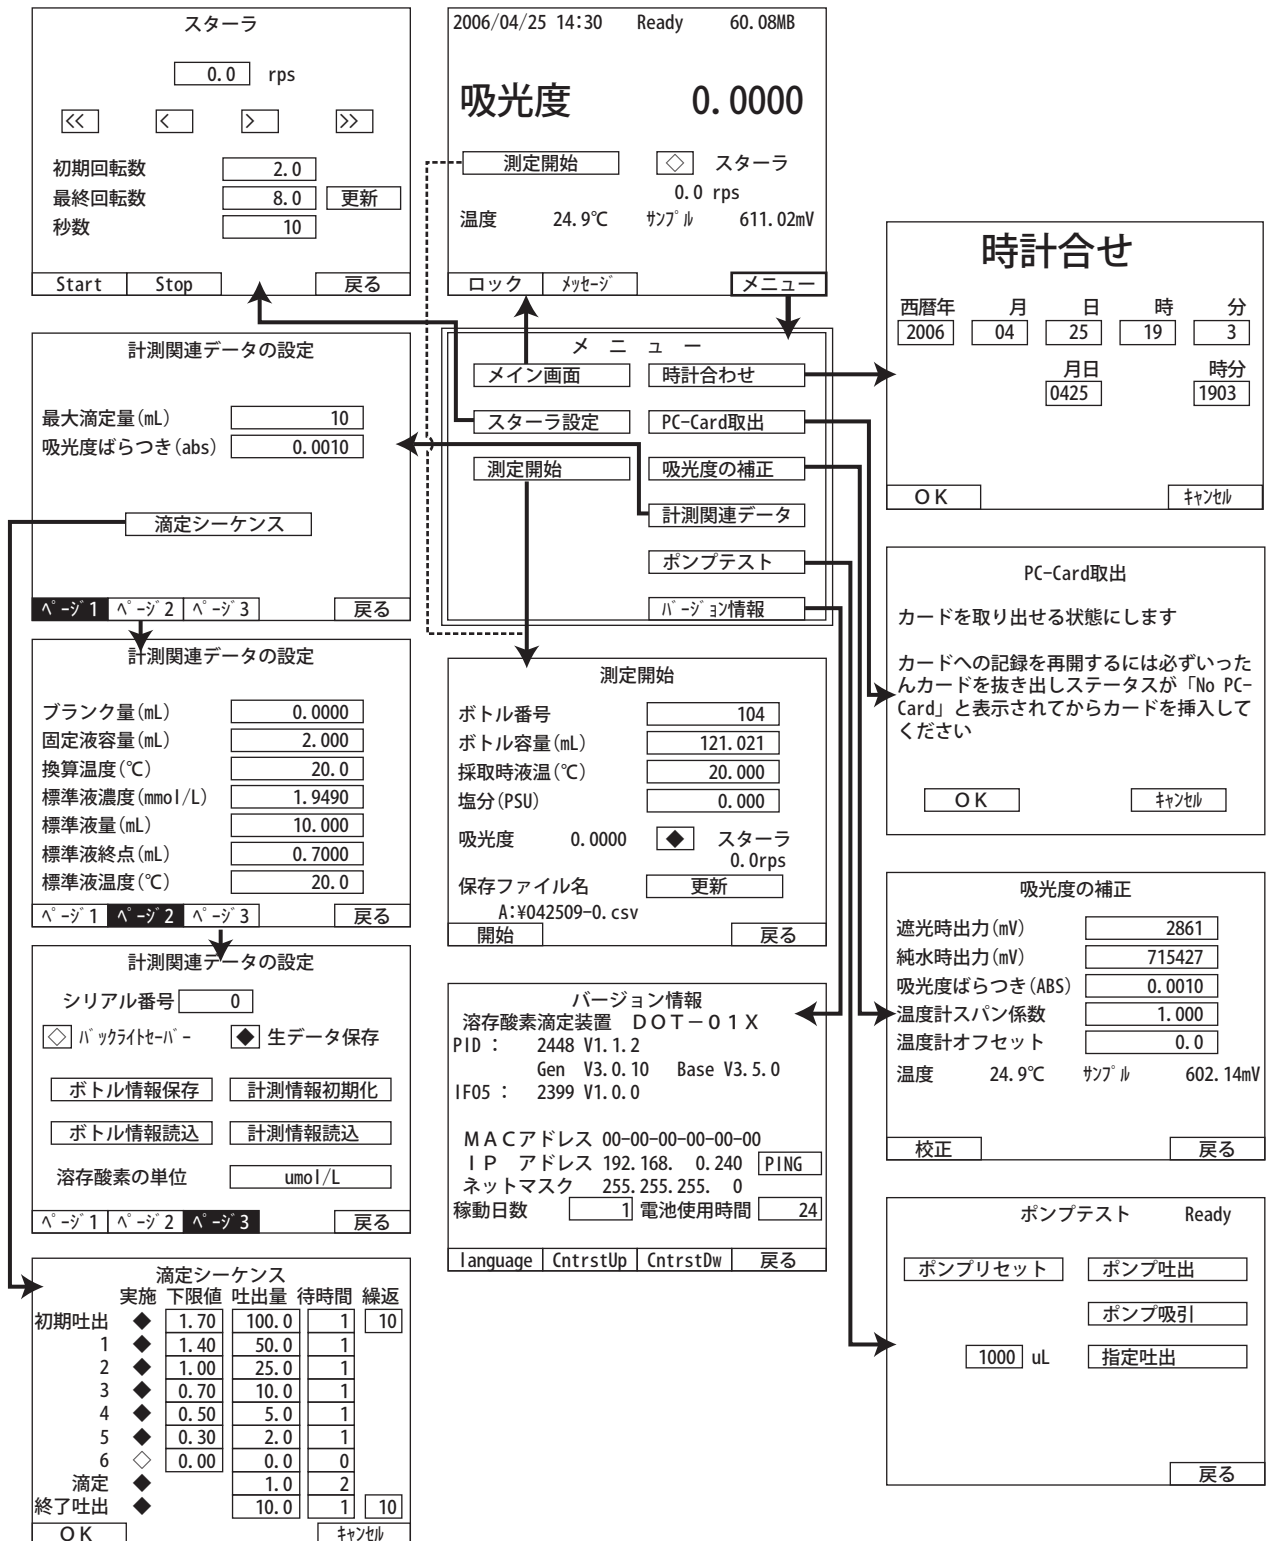 スターラ
0.0 rps
<< < > >>
初期回転数 2.0
最終回転数 8.0 更新
秒数 10
Start Stop 戻る
2006/04/25 14:30 Ready 60.08MB
吸光度 0.0000
測定開始 ◇ スターラ
0.0 rps
温度 24.9℃ ｻﾝﾌﾟﾙ 611.02mV
ロック ﾒｯｾｰｼﾞ メニュー
メニュー
メイン画面 時計合わせ
スターラ設定 PC-Card取出
測定開始 吸光度の補正
計測関連データ
ポンプテスト
ﾊﾞｰｼﾞｮﾝ情報
時計合せ
西暦年 月 日 時 分
2006 04 25 19 3
月日 時分
0425 1903
ＯＫ ｷｬﾝｾﾙ
計測関連データの設定
最大滴定量(mL) 10
吸光度ばらつき(abs) 0.0010
滴定シーケンス
ﾍﾟｰｼﾞ1 ﾍﾟｰｼﾞ2 ﾍﾟｰｼﾞ3 戻る
計測関連データの設定
ブランク量(mL) 0.0000
固定液容量(mL) 2.000
換算温度(℃) 20.0
標準液濃度(mmol/L) 1.9490
標準液量(mL) 10.000
標準液終点(mL) 0.7000
標準液温度(℃) 20.0
ﾍﾟｰｼﾞ1 ﾍﾟｰｼﾞ2 ﾍﾟｰｼﾞ3 戻る
計測関連データの設定
シリアル番号 0
◇ ﾊﾞｯｸﾗｲﾄｾｰﾊﾞｰ ◆ 生データ保存
ボトル情報保存 計測情報初期化
ボトル情報読込 計測情報読込
溶存酸素の単位 umol/L
ﾍﾟｰｼﾞ1 ﾍﾟｰｼﾞ2 ﾍﾟｰｼﾞ3 戻る
滴定シーケンス
実施 下限値 吐出量 待時間 繰返
初期吐出 ◆ 1.70 100.0 1 10
1 ◆ 1.40 50.0 1
2 ◆ 1.00 25.0 1
3 ◆ 0.70 10.0 1
4 ◆ 0.50 5.0 1
5 ◆ 0.30 2.0 1
6 ◇ 0.00 0.0 0
滴定 ◆ 1.0 2
終了吐出 ◆ 10.0 1 10
ＯＫ ｷｬﾝｾﾙ
測定開始
ボトル番号 104
ボトル容量(mL) 121.021
採取時液温(℃) 20.000
塩分(PSU) 0.000
吸光度 0.0000 ◆ スターラ
0.0rps
保存ファイル名 更新
A:¥042509-0.csv
開始 戻る
バージョン情報
溶存酸素滴定装置 ＤＯＴ－０１Ｘ
PID : 2448 V1.1.2
Gen V3.0.10 Base V3.5.0
IF05 : 2399 V1.0.0
ＭＡＣアドレス 00-00-00-00-00-00
ＩＰ アドレス 192.168. 0.240 PING
ネットマスク 255.255.255. 0
稼動日数 1 電池使用時間 24
language CntrstUp CntrstDw 戻る
PC-Card取出
カードを取り出せる状態にします
カードへの記録を再開するには必ずいった
んカードを抜き出しステータスが「No PC-
Card」と表示されてからカードを挿入して
ください
ＯＫ ｷｬﾝｾﾙ
吸光度の補正
遮光時出力(mV) 2861
純水時出力(mV) 715427
吸光度ばらつき(ABS) 0.0010
温度計スパン係数 1.000
温度計オフセット 0.0
温度 24.9℃ ｻﾝﾌﾟﾙ 602.14mV
校正 戻る
ポンプテスト Ready
ポンプリセット ポンプ吐出
ポンプ吸引
1000 uL 指定吐出
戻る